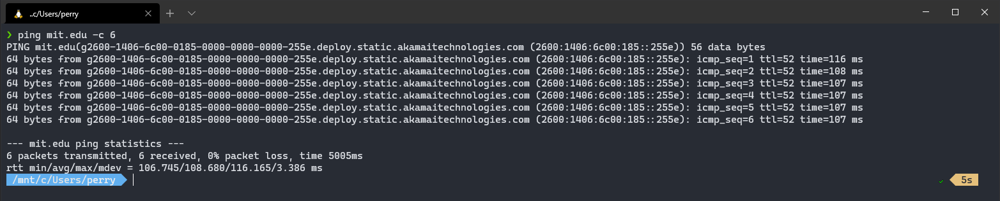 ..c/Users/perry
❯ ping mit.edu -c 6
PING mit.edu(g2600-1406-6c00-0185-0000-0000-0000-255e.deploy.static.akamaitechnologies.com (2600:1406:6c00:185::255e)) 56 data bytes
64 bytes from g2600-1406-6c00-0185-0000-0000-0000-255e.deploy.static.akamaitechnologies.com (2600:1406:6c00:185::255e): icmp_seq=1 ttl=52 time=116 ms
64 bytes from g2600-1406-6c00-0185-0000-0000-0000-255e.deploy.static.akamaitechnologies.com (2600:1406:6c00:185::255e): icmp_seq=2 ttl=52 time=108 ms
64 bytes from g2600-1406-6c00-0185-0000-0000-0000-255e.deploy.static.akamaitechnologies.com (2600:1406:6c00:185::255e): icmp_seq=3 ttl=52 time=107 ms
64 bytes from g2600-1406-6c00-0185-0000-0000-0000-255e.deploy.static.akamaitechnologies.com (2600:1406:6c00:185::255e): icmp_seq=4 ttl=52 time=107 ms
64 bytes from g2600-1406-6c00-0185-0000-0000-0000-255e.deploy.static.akamaitechnologies.com (2600:1406:6c00:185::255e): icmp_seq=5 ttl=52 time=107 ms
64 bytes from g2600-1406-6c00-0185-0000-0000-0000-255e.deploy.static.akamaitechnologies.com (2600:1406:6c00:185::255e): icmp_seq=6 ttl=52 time=107 ms
--- mit.edu ping statistics ---
6 packets transmitted, 6 received, 0% packet loss, time 5005ms
rtt min/avg/max/mdev = 106.745/108.680/116.165/3.386 ms
/mnt/c/Users/perry ✓ 5s